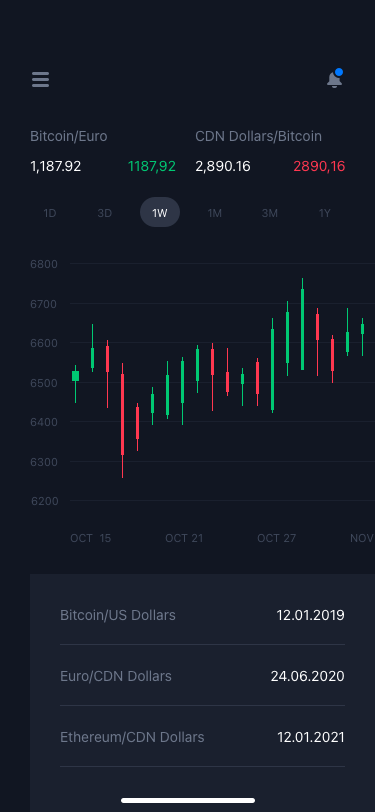 Bitcoin/Euro CDN Dollars/Bitcoin
1,187.92 1187,92 2,890.16 2890,16
1D 3D 1W 1M 3M 1Y
6800
6700
6600
6500
6400
6300
6200
OCT 15 OCT 21 OCT 27 NOV
Bitcoin/US Dollars 12.01.2019
Euro/CDN Dollars 24.06.2020
Ethereum/CDN Dollars 12.01.2021